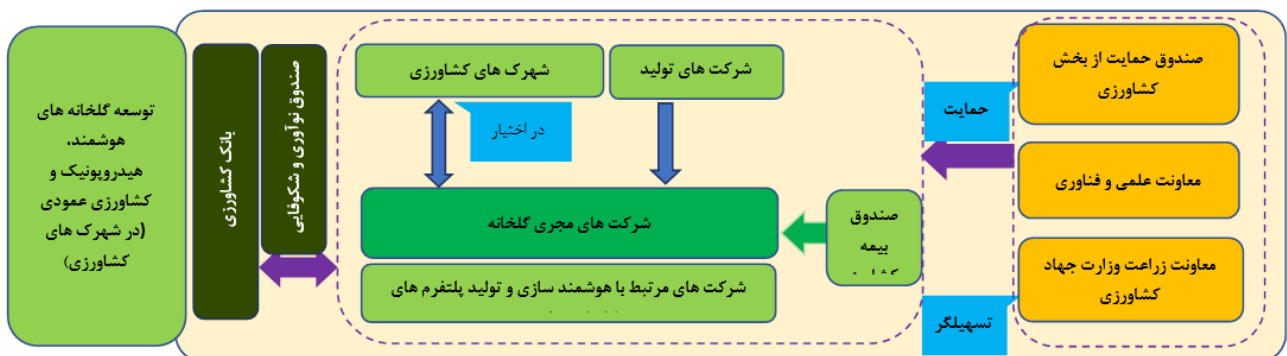 صندوق حمایت از بخش
کشاورزی
معاونت علمی و فناوری
معاونت زراعت وزارت جهاد
کشاورزی
حمایت
تسهیلگر
شرکت های تولید
شهرک های کشاورزی
در اختیار
شرکت های مجری گلخانه
صندوق
بیمه
شرکت های مرتبط با هوشمند سازی و تولید پلتفرم های
صندوق نوآوری و شکوفایی
بانک کشاورزی
توسعه گلخانه های
هوشمند،
هیدروپونیک و
کشاورزی عمودی
(در شهرک های
کشاورزی)